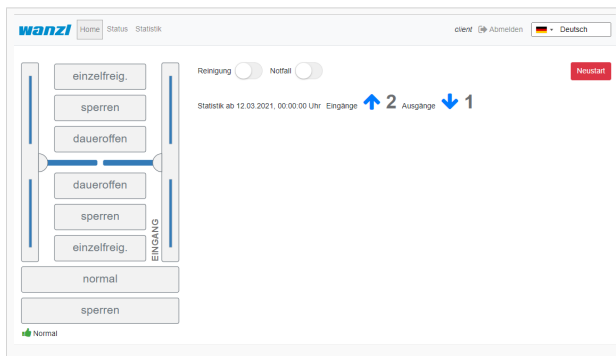 wanzl Home Status Statistik client Abmelden Deutsch
Reinigung Notfall Neustart
Statistik ab 12.03.2021, 00:00:00 Uhr Eingänge 2 Ausgänge 1
einzelfreig.
sperren
daueroffen
daueroffen
sperren
einzelfreig.
EINGANG
normal
sperren
Normal